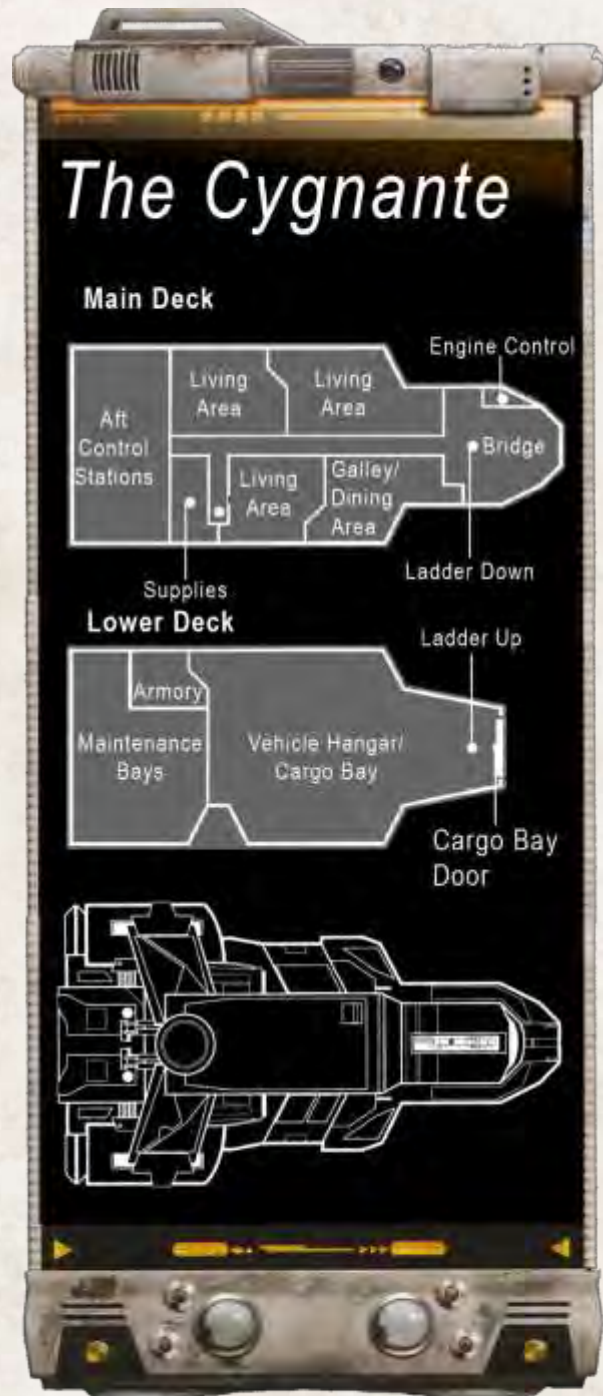 The Cygnante
Main Deck
Engine Control
Living
Area
Living
Area
Aft
Control
Stations
Bridge
Living
Area
Galley/
Dining
Area
Supplies
Ladder Down
Lower Deck
Ladder Up
Armory
Maintenance
Bays
Vehicle Hangar/
Cargo Bay
Cargo Bay
Door